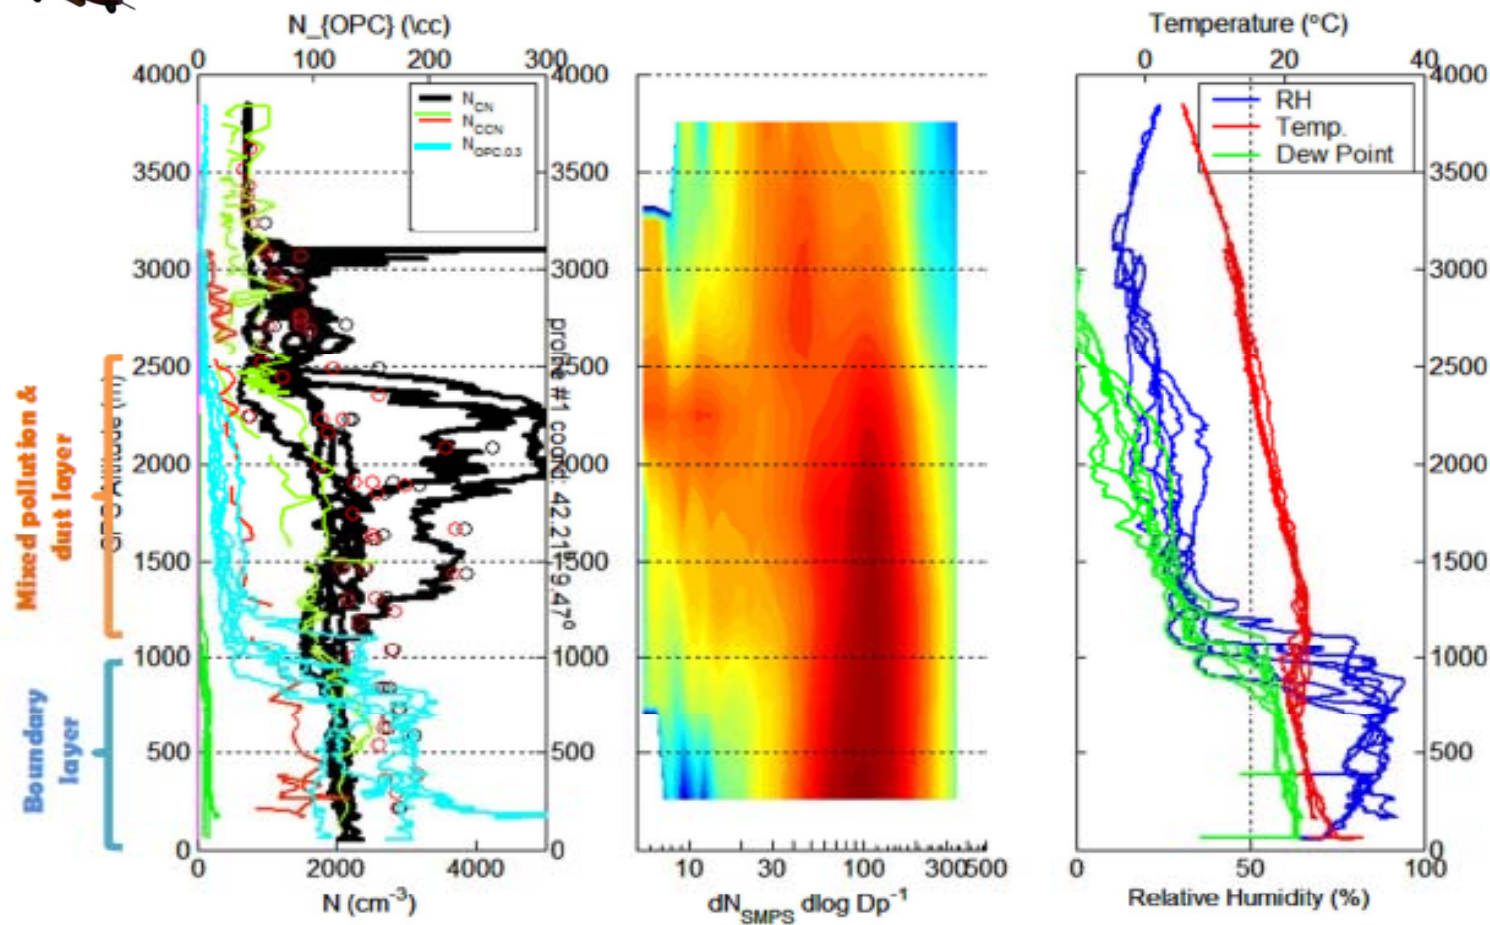 N_{OPC} (\cc)
0 100 200 300
4000
3500
3000
2500
2000
1500
1000
500
0
N_CN
N_CCN
N_OPC.0.3
0 2000 4000
N (cm^-3)
Mixed pollution &
dust layer
Boundary
layer
4000
3500
3000
2500
2000
1500
1000
500
0
profile #1 coord: 42.21°
9.47°
10 30 100 300 500
dN_SMPS dlog Dp^-1
Temperature (°C)
0 20 40
RH
Temp.
Dew Point
4000
3500
3000
2500
2000
1500
1000
500
0
0 50 100
Relative Humidity (%)